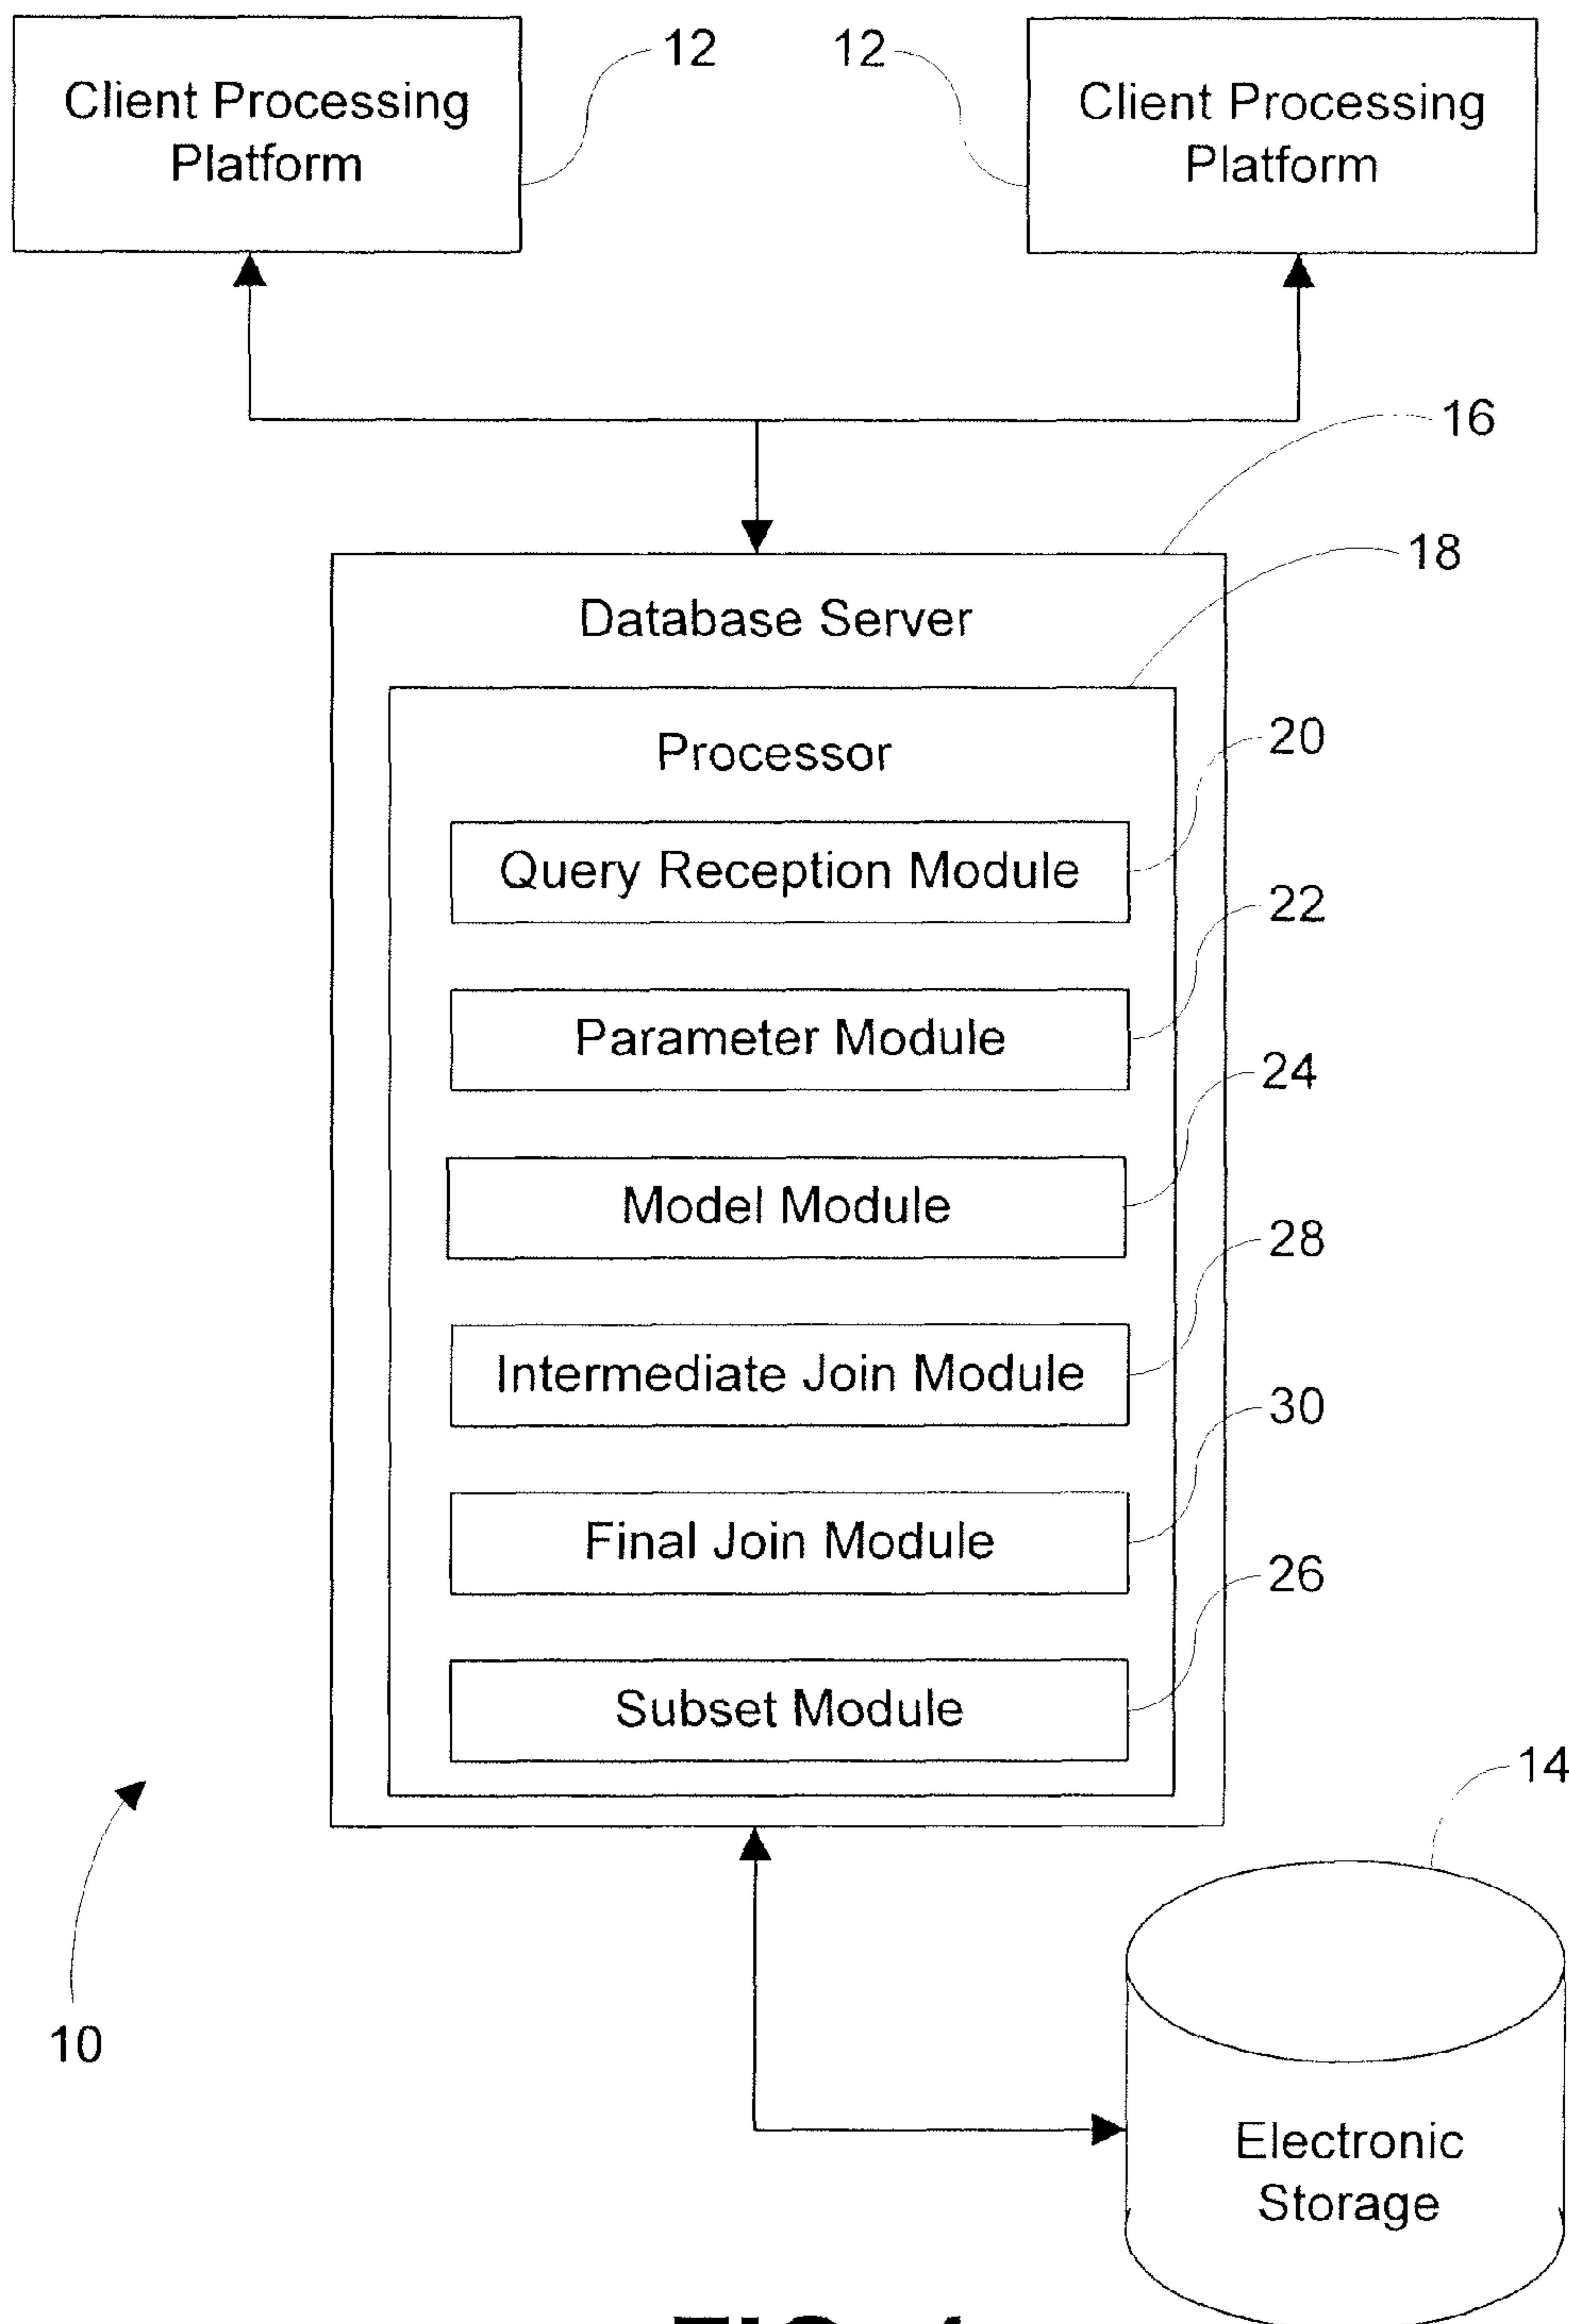 Client Processing
Platform
12
12
Client Processing
Platform
16
18
Database Server
Processor
20
Query Reception Module
22
Parameter Module
24
Model Module
28
Intermediate Join Module
30
Final Join Module
26
Subset Module
14
10
Electronic
Storage